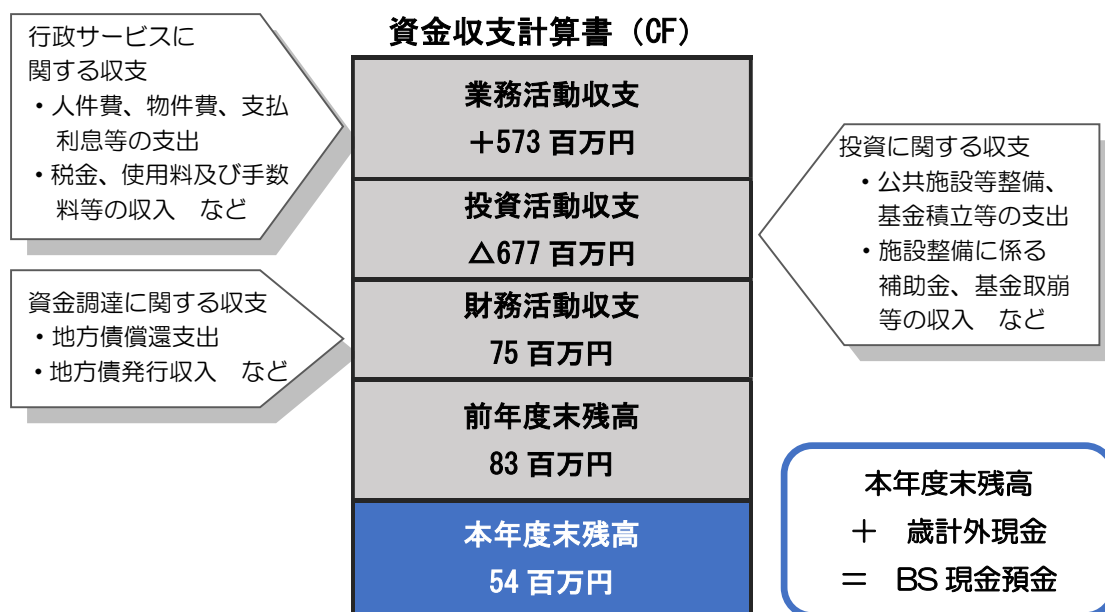 資金収支計算書（CF）
行政サービスに
関する収支
・人件費、物件費、支払
利息等の支出
・税金、使用料及び手数
料等の収入　など
資金調達に関する収支
・地方債償還支出
・地方債発行収入　など
業務活動収支
＋573 百万円
投資活動収支
△677 百万円
財務活動収支
75 百万円
前年度末残高
83 百万円
本年度末残高
54 百万円
投資に関する収支
・公共施設等整備、
基金積立等の支出
・施設整備に係る
補助金、基金取崩
等の収入　など
本年度末残高
＋　歳計外現金
＝　BS 現金預金